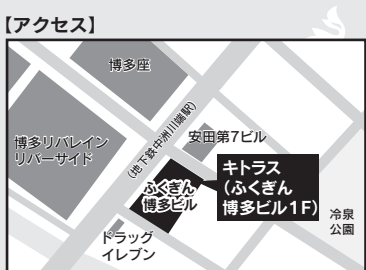 【アクセス】
博多座
(地下鉄中洲川端駅)
博多リバレイン
リバーサイド
安田第7ビル
キトラス
(ふくぎん
博多ビル1F)
ふくぎん
博多ビル
冷泉
公園
ドラッグ
イレブン